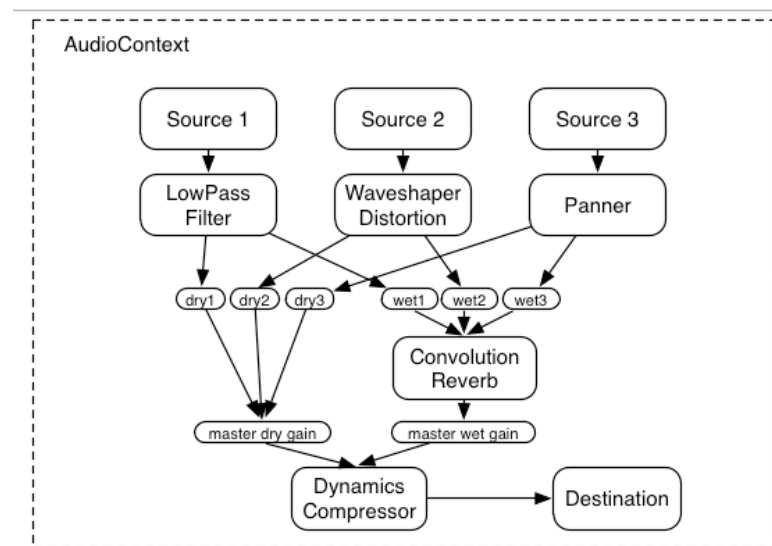 AudioContext
Source 1
Source 2
Source 3
LowPass
Filter
Waveshaper
Distortion
Panner
dry1
dry2
dry3
wet1
wet2
wet3
Convolution
Reverb
master dry gain
master wet gain
Dynamics
Compressor
Destination